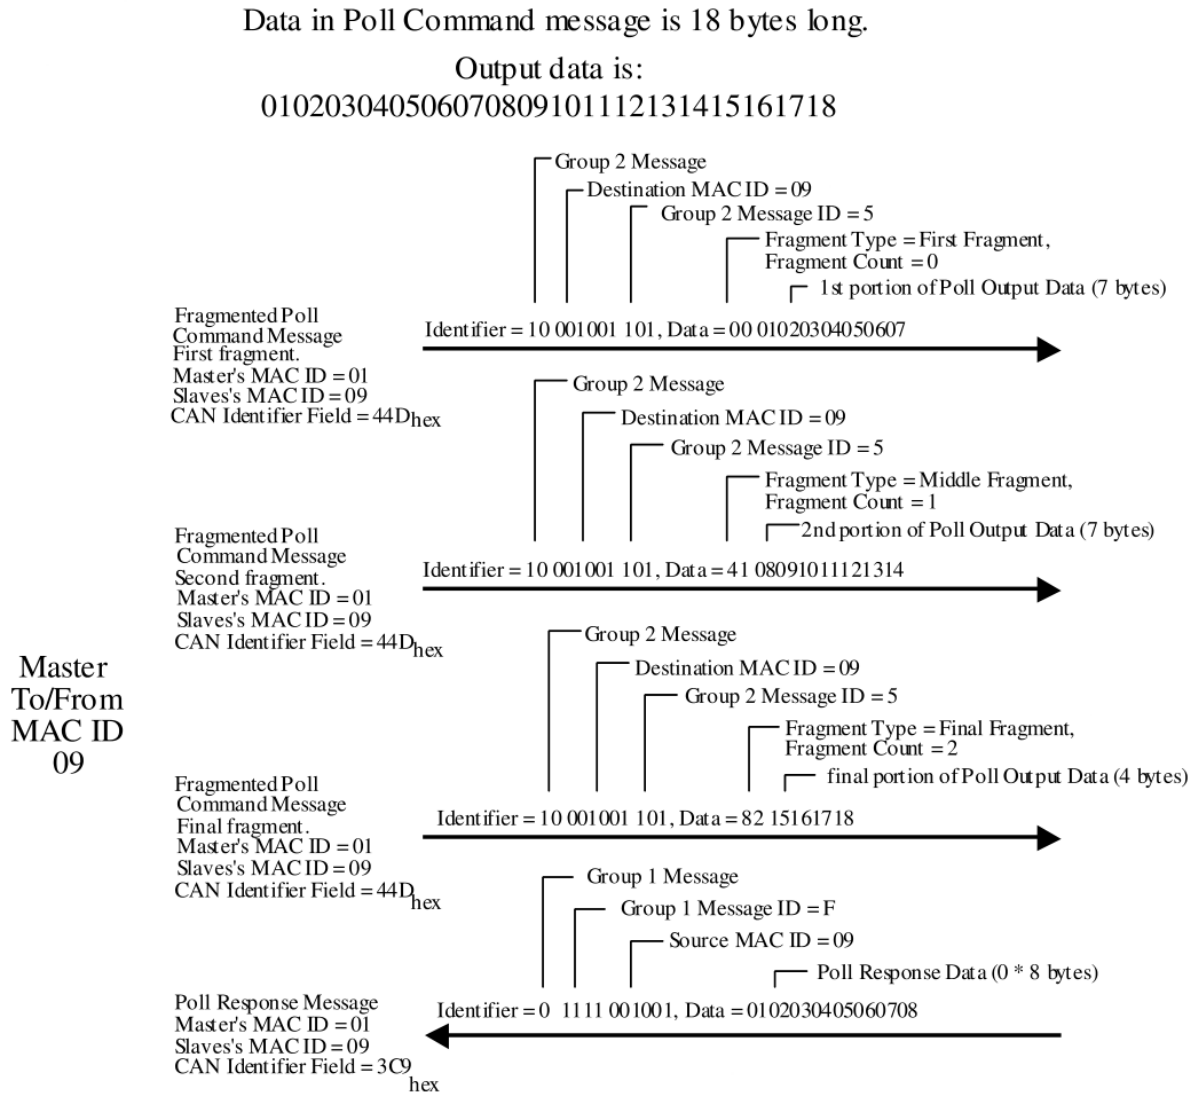 Data in Poll Command message is 18 bytes long.
Output data is:
010203040506070809101112131415161718
Group 2 Message
Destination MAC ID = 09
Group 2 Message ID = 5
Fragment Type = First Fragment,
Fragment Count = 0
1st portion of Poll Output Data (7 bytes)
Fragmented Poll
Command Message
First fragment.
Master's MAC ID = 01
Slaves's MAC ID = 09
CAN Identifier Field = 44Dhex
Identifier = 10 001001 101, Data = 00 01020304050607
Group 2 Message
Destination MAC ID = 09
Group 2 Message ID = 5
Fragment Type = Middle Fragment,
Fragment Count = 1
2nd portion of Poll Output Data (7 bytes)
Fragmented Poll
Command Message
Second fragment.
Master's MAC ID = 01
Slaves's MAC ID = 09
CAN Identifier Field = 44Dhex
Identifier = 10 001001 101, Data = 41 08091011121314
Master
To/From
MAC ID
09
Group 2 Message
Destination MAC ID = 09
Group 2 Message ID = 5
Fragment Type = Final Fragment,
Fragment Count = 2
final portion of Poll Output Data (4 bytes)
Fragmented Poll
Command Message
Final fragment.
Master's MAC ID = 01
Slaves's MAC ID = 09
CAN Identifier Field = 44Dhex
Identifier = 10 001001 101, Data = 82 15161718
Group 1 Message
Group 1 Message ID = F
Source MAC ID = 09
Poll Response Data (0 * 8 bytes)
Poll Response Message
Master's MAC ID = 01
Slaves's MAC ID = 09
CAN Identifier Field = 3C9hex
Identifier = 0 1111 001001, Data = 0102030405060708